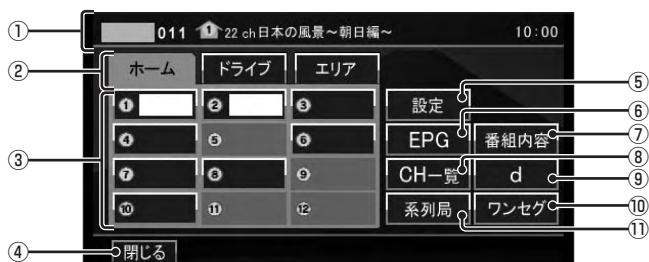 ① 011 1 22 ch日本の風景～朝日編～ 10:00
② ホーム ドライブ エリア
③
❶ ❷ ❸ 設定 ⑤
❹ ❺ ❻ EPG 番組内容 ⑥ ⑦
❼ ❽ ❾ CH一覧 d ⑧ ⑨
❿ ⓫ ⓬ 系列局 ワンセグ ⑩ ⑪
④ 閉じる